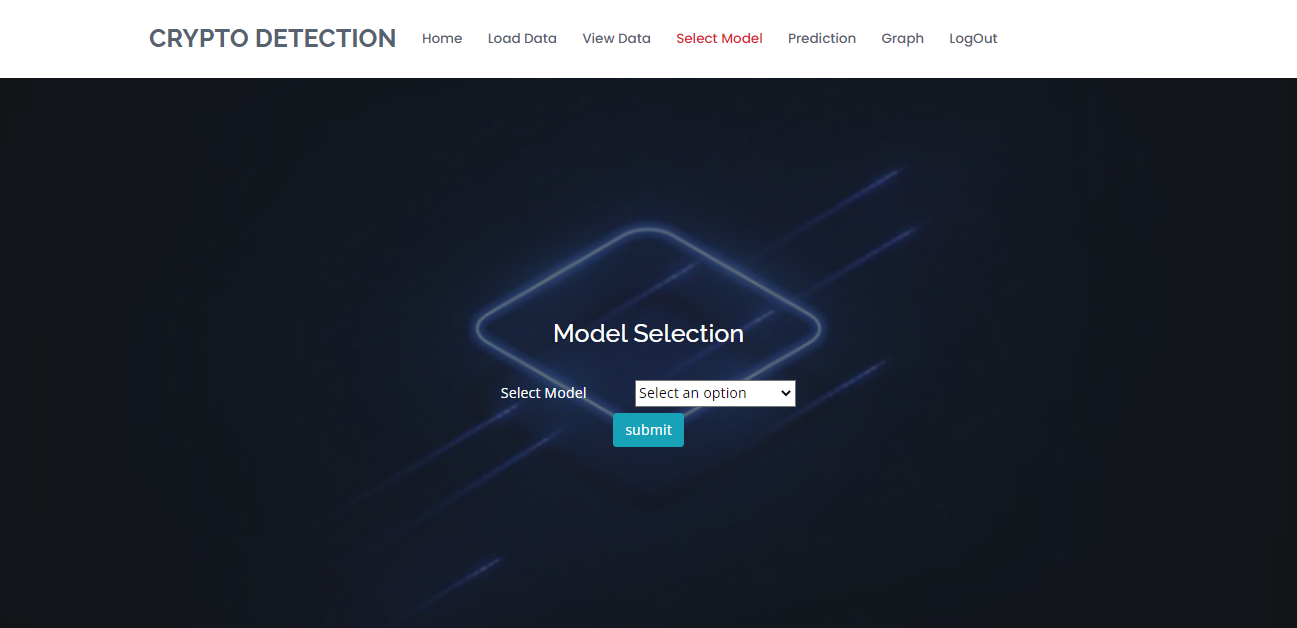 CRYPTO DETECTION Home Load Data View Data Select Model Prediction Graph LogOut
Model Selection
Select Model Select an option
submit